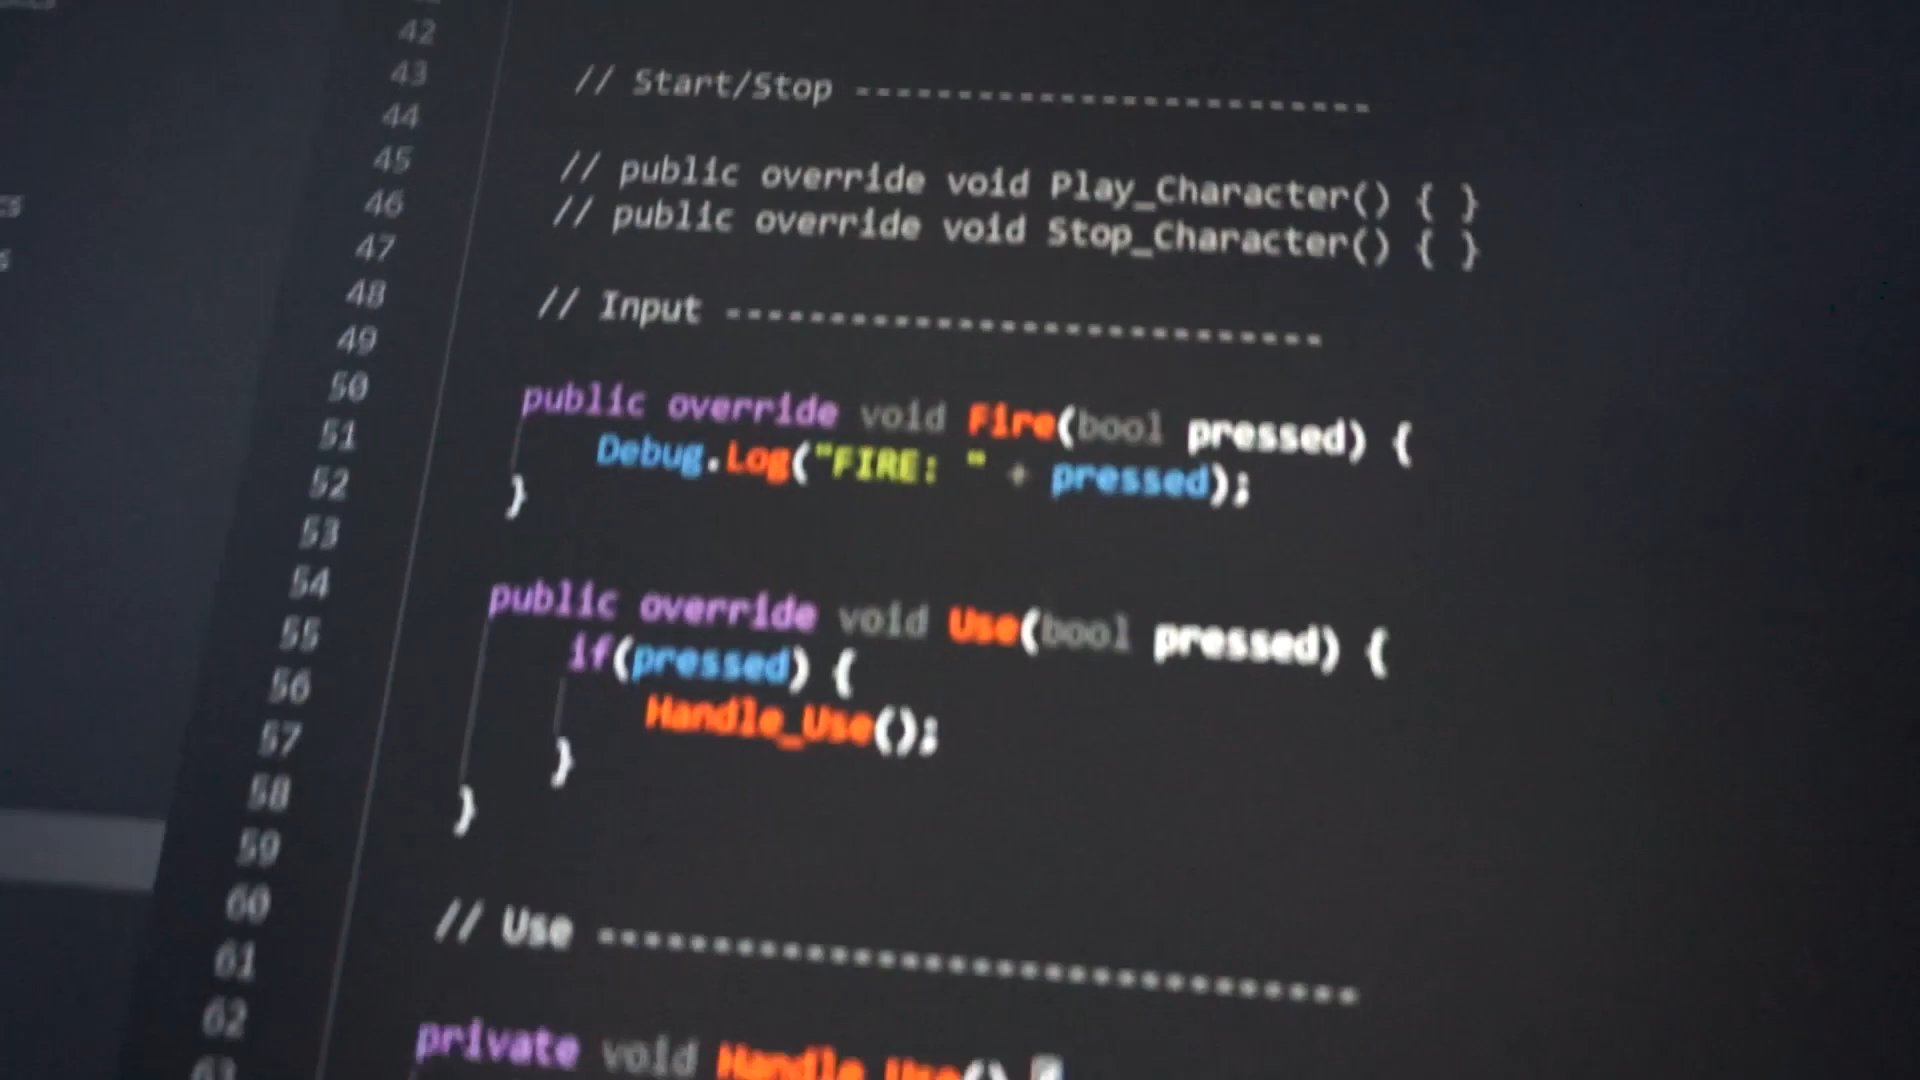 42
43 // Start/Stop -------------------------
44
45 // public override void Play_Character() { }
46 // public override void Stop_Character() { }
47
48 // Input -----------------------------
49
50 public override void Fire(bool pressed) {
51 Debug.Log("FIRE: " + pressed);
52 }
53
54 public override void Use(bool pressed) {
55 if(pressed) {
56 Handle_Use();
57 }
58 }
59
60 // Use ---------------------------------
61
62 private void Handle_Use() {
63